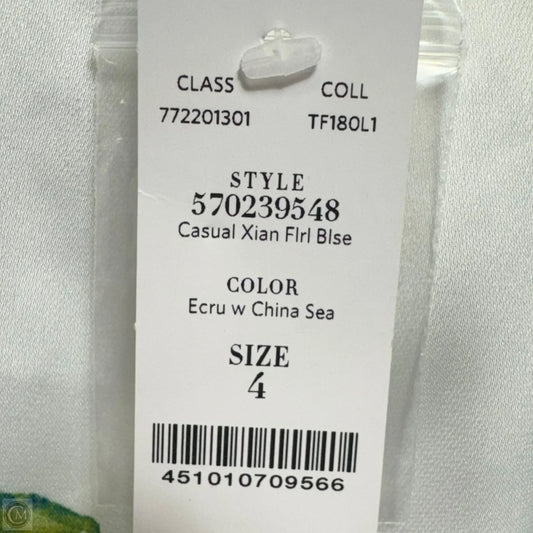 CLASS COLL
772201301 TF180L1
STYLE
570239548
Casual Xian Flrl Blse
COLOR
Ecru w China Sea
SIZE
4
451010709566